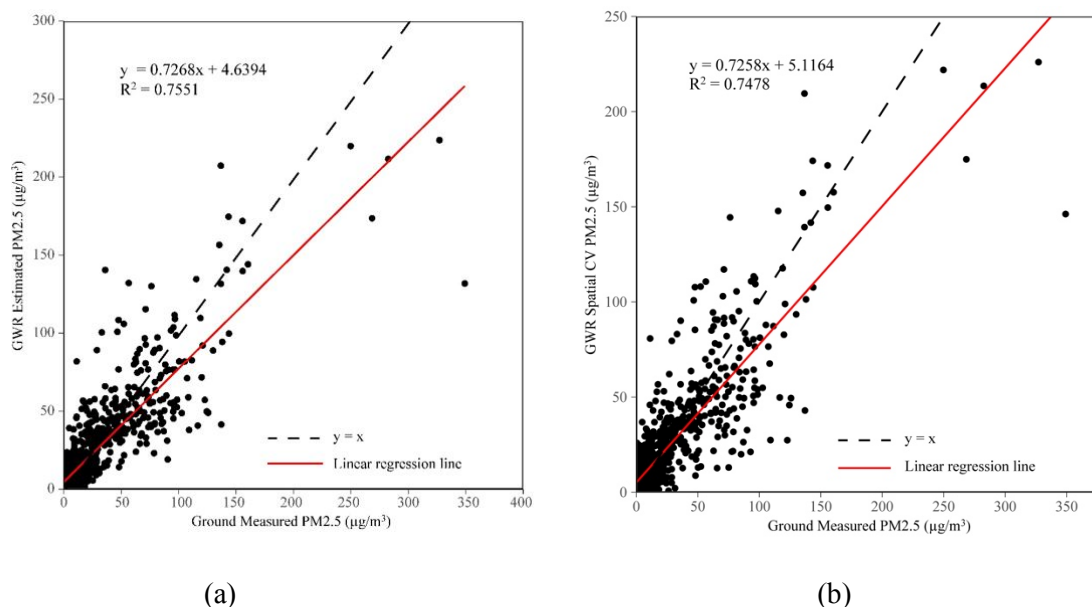 300
250
200
150
100
50
0
GWR Estimated PM2.5 (µg/m³)
y = 0.7268x + 4.6394
R² = 0.7551
y = x
Linear regression line
0 50 100 150 200 250 300 350 400
Ground Measured PM2.5 (µg/m³)
(a)
250
200
150
100
50
0
GWR Spatial CV PM2.5 (µg/m³)
y = 0.7258x + 5.1164
R² = 0.7478
y = x
Linear regression line
0 50 100 150 200 250 300 350
Ground Measured PM2.5 (µg/m³)
(b)